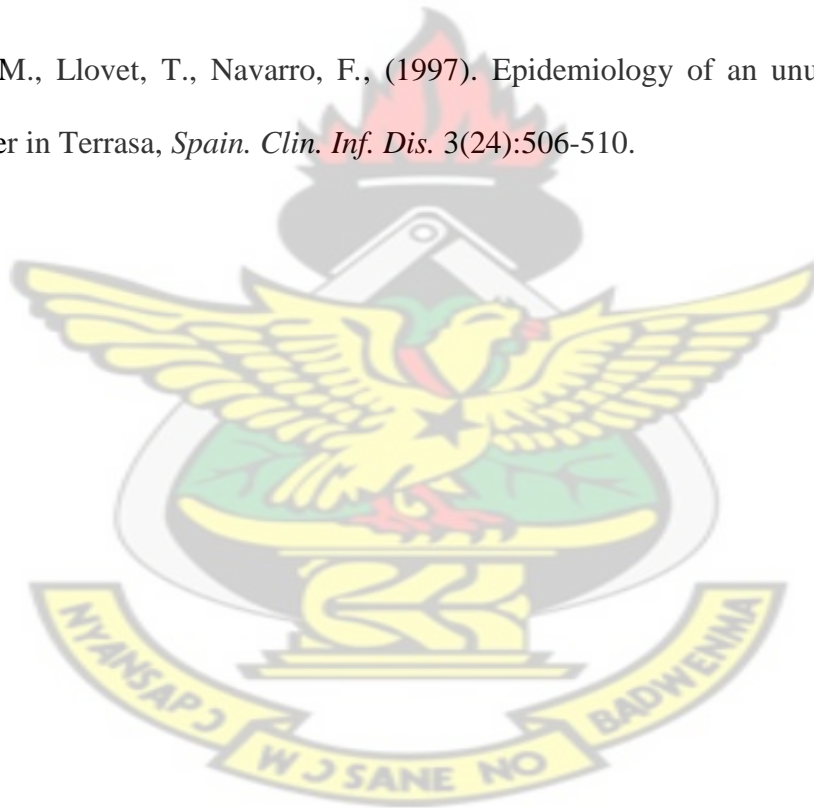 M., Llovet, T., Navarro, F., (1997). Epidemiology of an unu
er in Terrasa, Spain. Clin. Inf. Dis. 3(24):506-510.
NYANSAPƆ
WƆSANE NO
BADWENMA